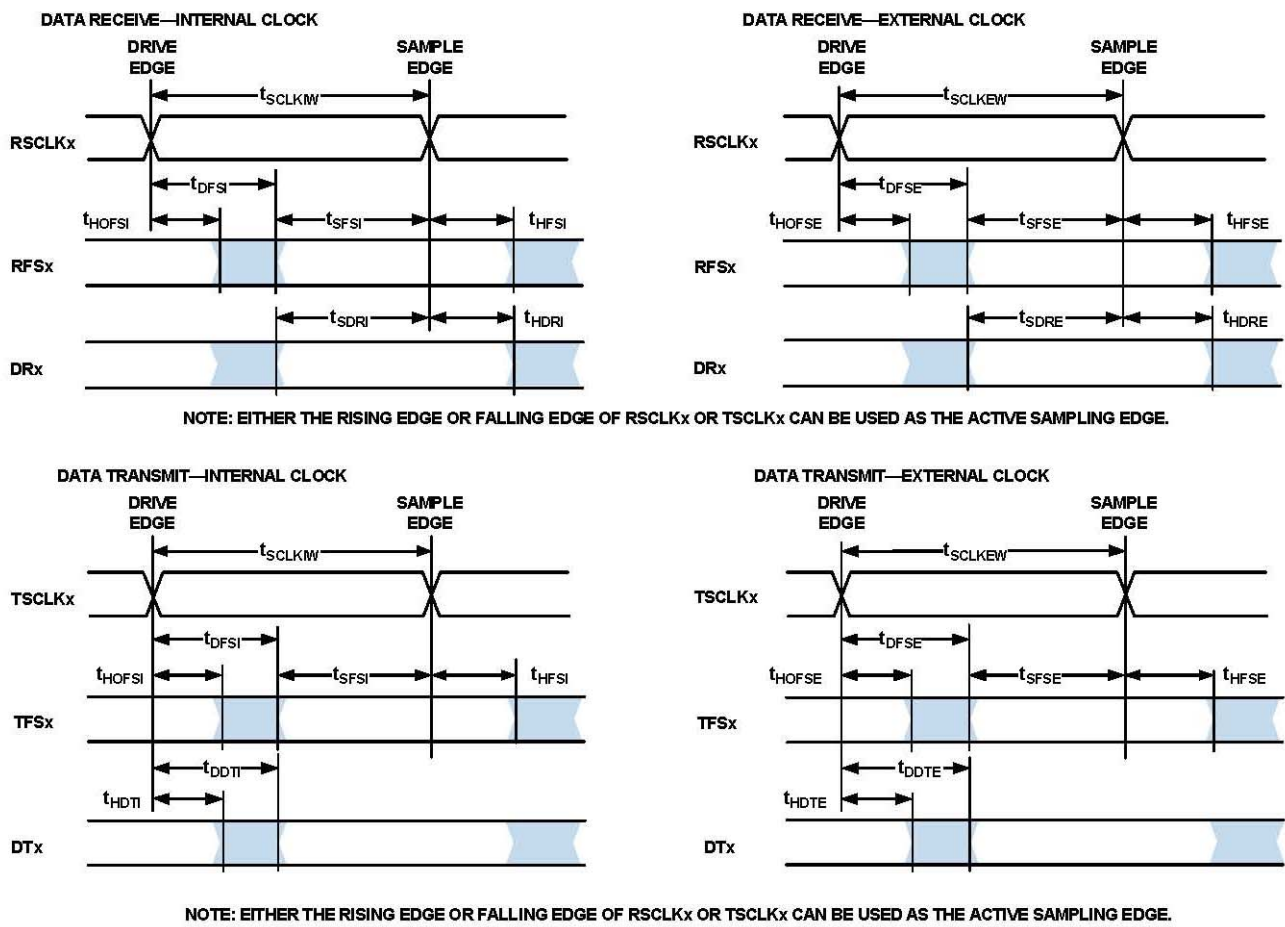 DATA RECEIVE—INTERNAL CLOCK
DRIVE
EDGE
SAMPLE
EDGE
tSCLKIW
RSCLKx
tDFSI
tHOFSI
tSFSI
tHFSI
RFSx
tSDRI
tHDRI
DRx
DATA RECEIVE—EXTERNAL CLOCK
DRIVE
EDGE
SAMPLE
EDGE
tSCLKEW
RSCLKx
tDFSE
tHOFSE
tSFSE
tHFSE
RFSx
tSDRE
tHDRE
DRx
NOTE: EITHER THE RISING EDGE OR FALLING EDGE OF RSCLKx OR TSCLKx CAN BE USED AS THE ACTIVE SAMPLING EDGE.
DATA TRANSMIT—INTERNAL CLOCK
DRIVE
EDGE
SAMPLE
EDGE
tSCLKIW
TSCLKx
tDFSI
tHOFSI
tSFSI
tHFSI
TFSx
tDDTI
tHDTI
DTx
DATA TRANSMIT—EXTERNAL CLOCK
DRIVE
EDGE
SAMPLE
EDGE
tSCLKEW
TSCLKx
tDFSE
tHOFSE
tSFSE
tHFSE
TFSx
tDDTE
tHDTE
DTx
NOTE: EITHER THE RISING EDGE OR FALLING EDGE OF RSCLKx OR TSCLKx CAN BE USED AS THE ACTIVE SAMPLING EDGE.